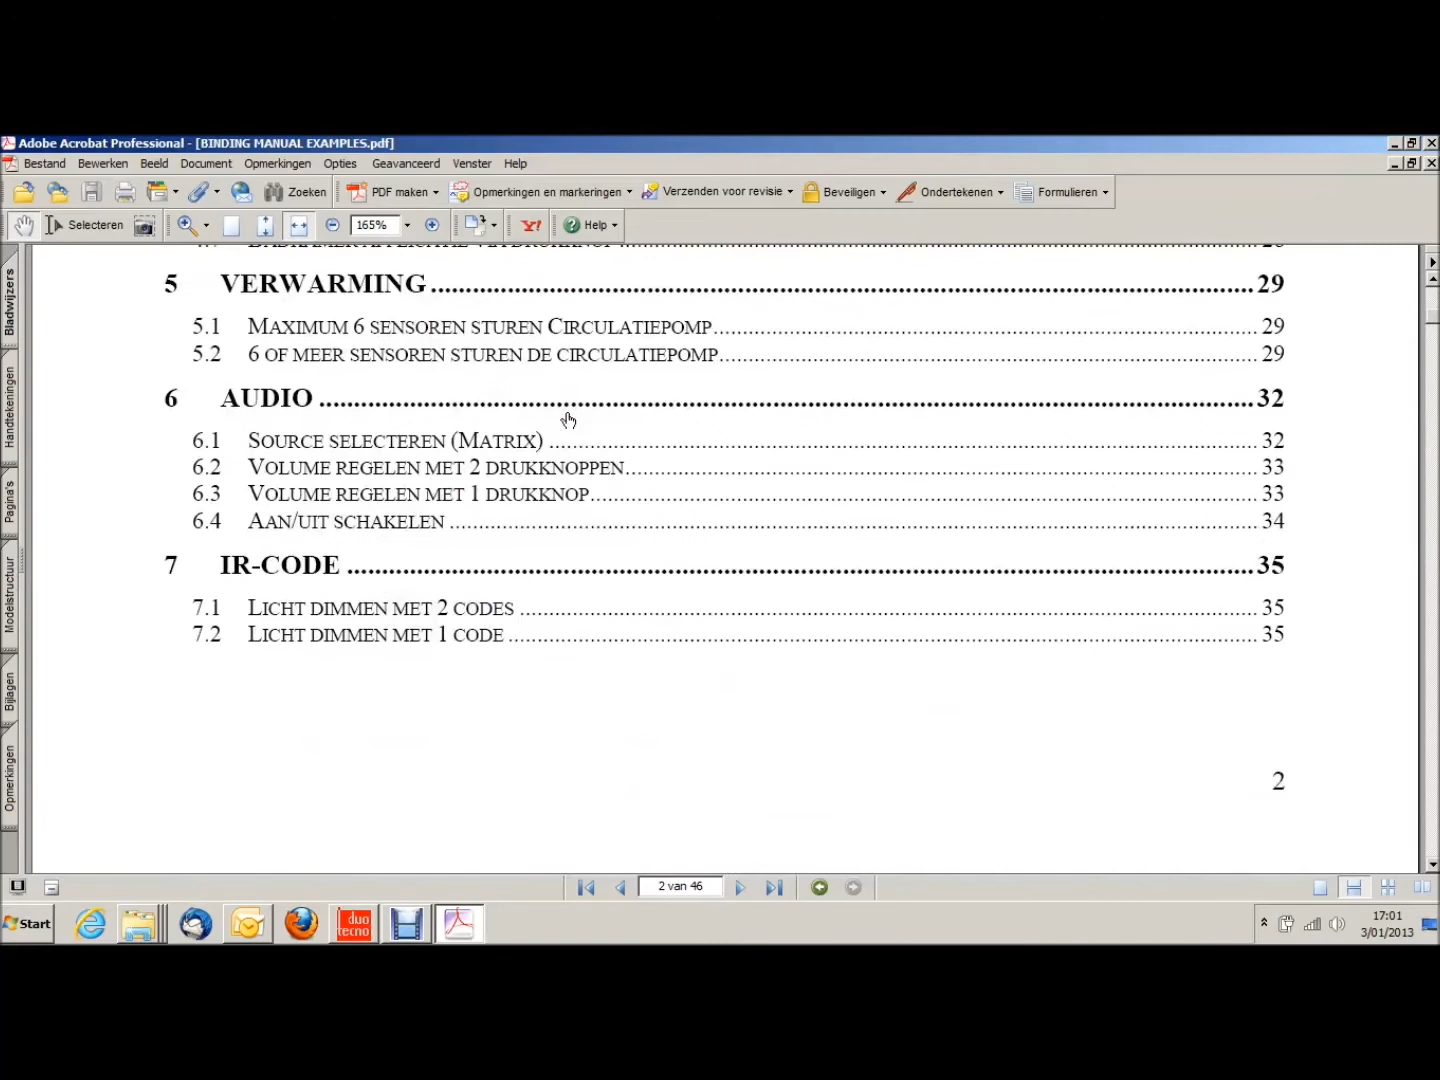 Adobe Acrobat Professional - [BINDING MANUAL EXAMPLES.pdf]
Bestand Bewerken Beeld Document Opmerkingen Opties Geavanceerd Venster Help
Zoeken PDF maken Opmerkingen en markeringen Verzenden voor revisie Beveiligen Ondertekenen Formulieren
Selecteren 165% Y! Help
Bladwijzers
Handtekeningen
Pagina's
Modelstructuur
Bijlagen
Opmerkingen
5 VERWARMING 29
5.1 Maximum 6 sensoren sturen Circulatiepomp 29
5.2 6 of meer sensoren sturen de circulatiepomp 29
6 AUDIO 32
6.1 Source selecteren (Matrix) 32
6.2 Volume regelen met 2 drukknoppen 33
6.3 Volume regelen met 1 drukknop 33
6.4 Aan/uit schakelen 34
7 IR-CODE 35
7.1 Licht dimmen met 2 codes 35
7.2 Licht dimmen met 1 code 35
2
2 van 46
Start duo tecno 17:01
3/01/2013